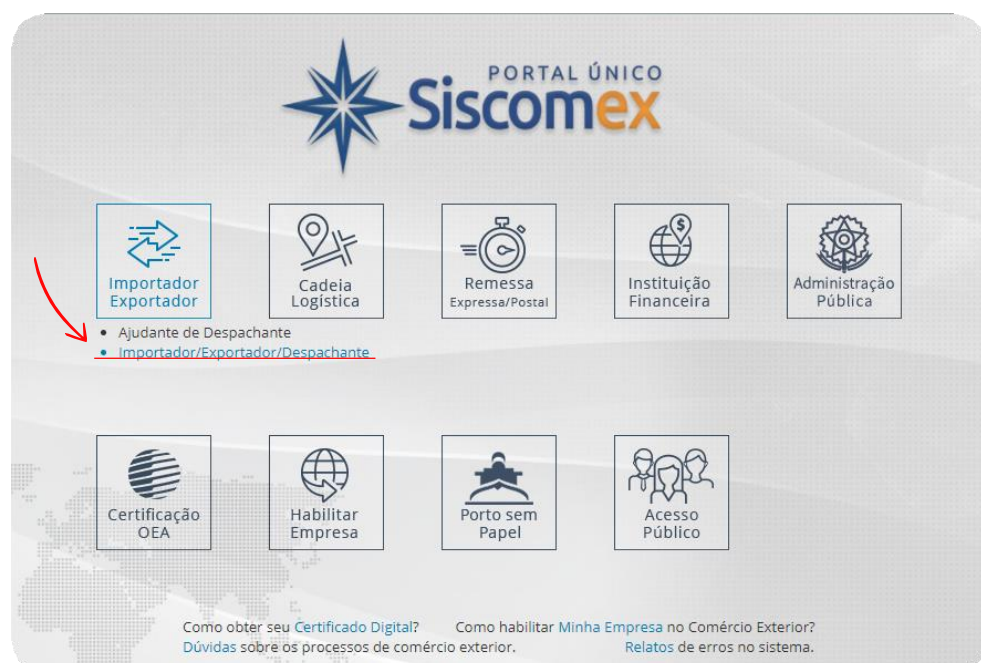 PORTAL ÚNICO
Siscomex
Importador
Exportador
Cadeia
Logística
Remessa
Expressa/Postal
Instituição
Financeira
Administração
Pública
• Ajudante de Despachante
• Importador/Exportador/Despachante
Certificação
OEA
Habilitar
Empresa
Porto sem
Papel
Acesso
Público
Como obter seu Certificado Digital? Como habilitar Minha Empresa no Comércio Exterior?
Dúvidas sobre os processos de comércio exterior. Relatos de erros no sistema.